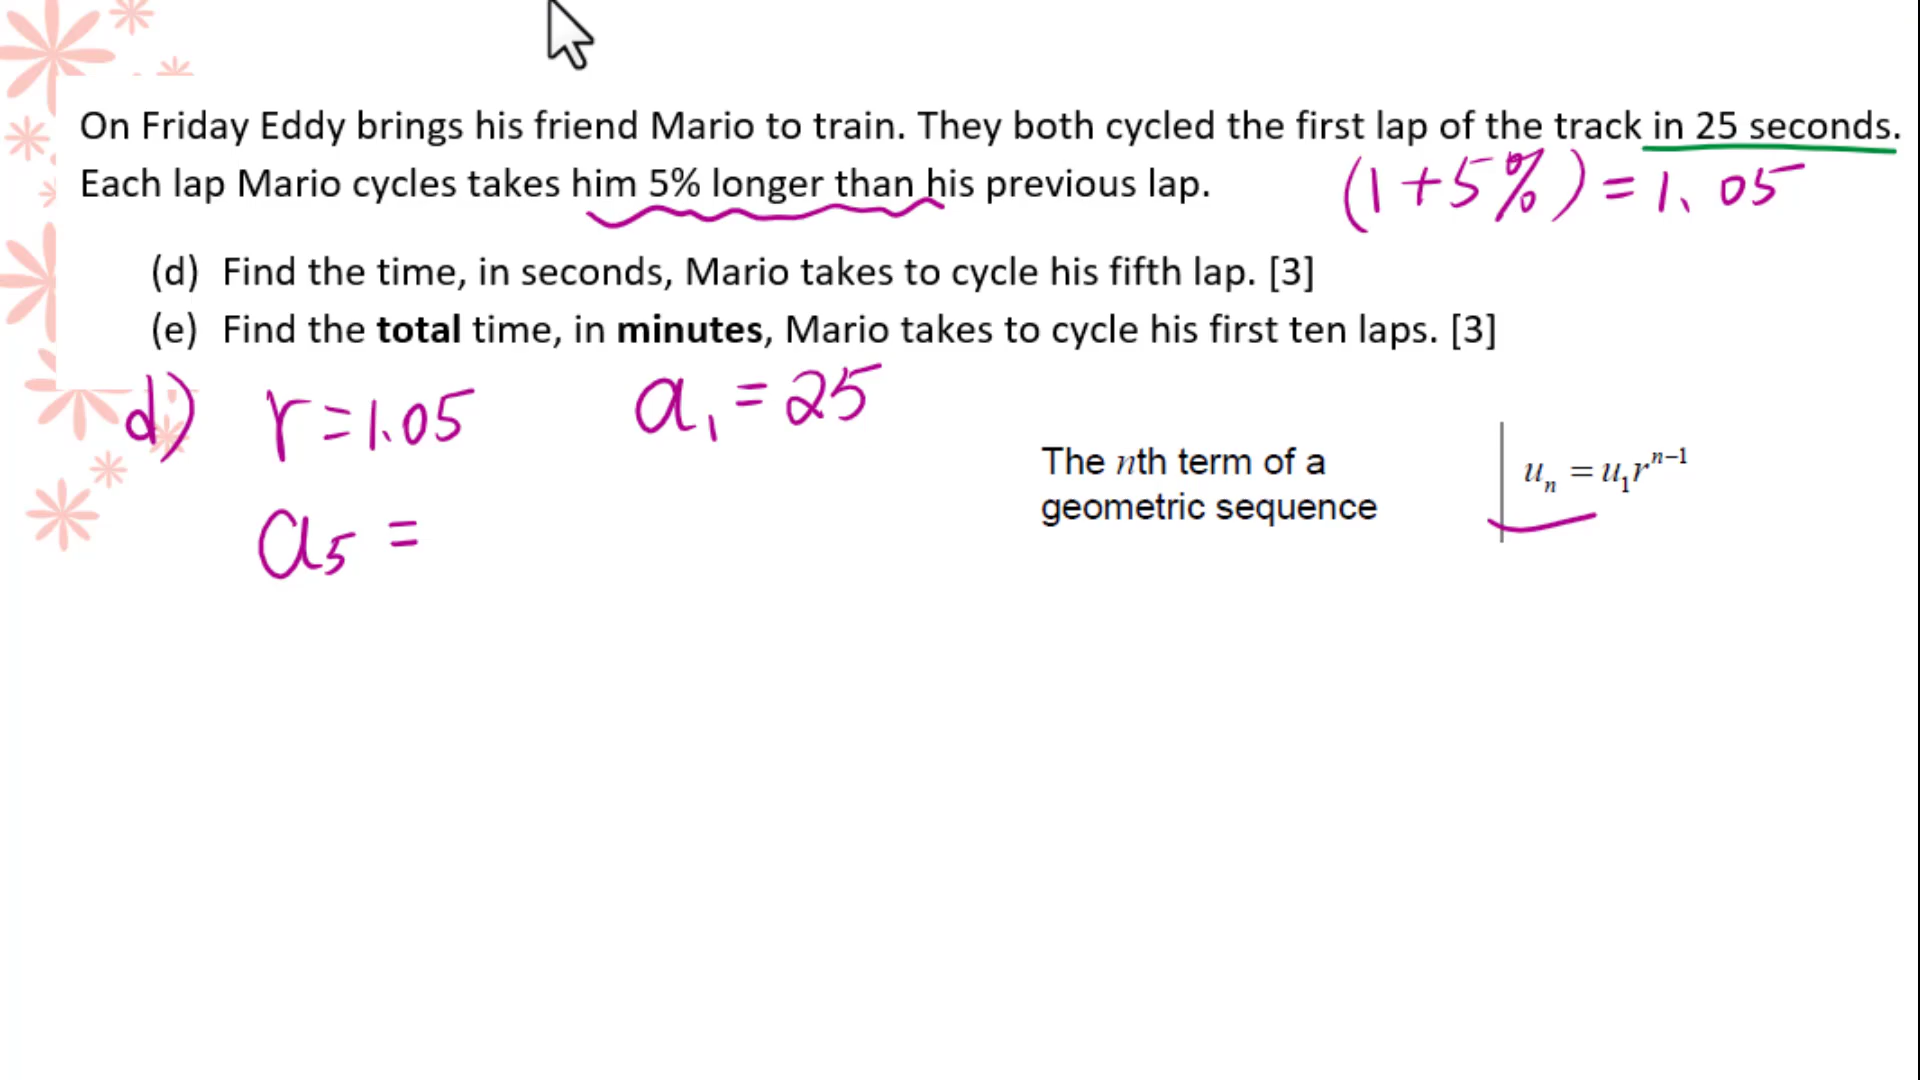 On Friday Eddy brings his friend Mario to train. They both cycled the first lap of the track in 25 seconds.
Each lap Mario cycles takes him 5% longer than his previous lap.
(1+5%)=1.05
(d) Find the time, in seconds, Mario takes to cycle his fifth lap. [3]
(e) Find the total time, in minutes, Mario takes to cycle his first ten laps. [3]
d) r=1.05 a₁=25
The nth term of a
geometric sequence
uₙ = u₁rⁿ⁻¹
a₅ =